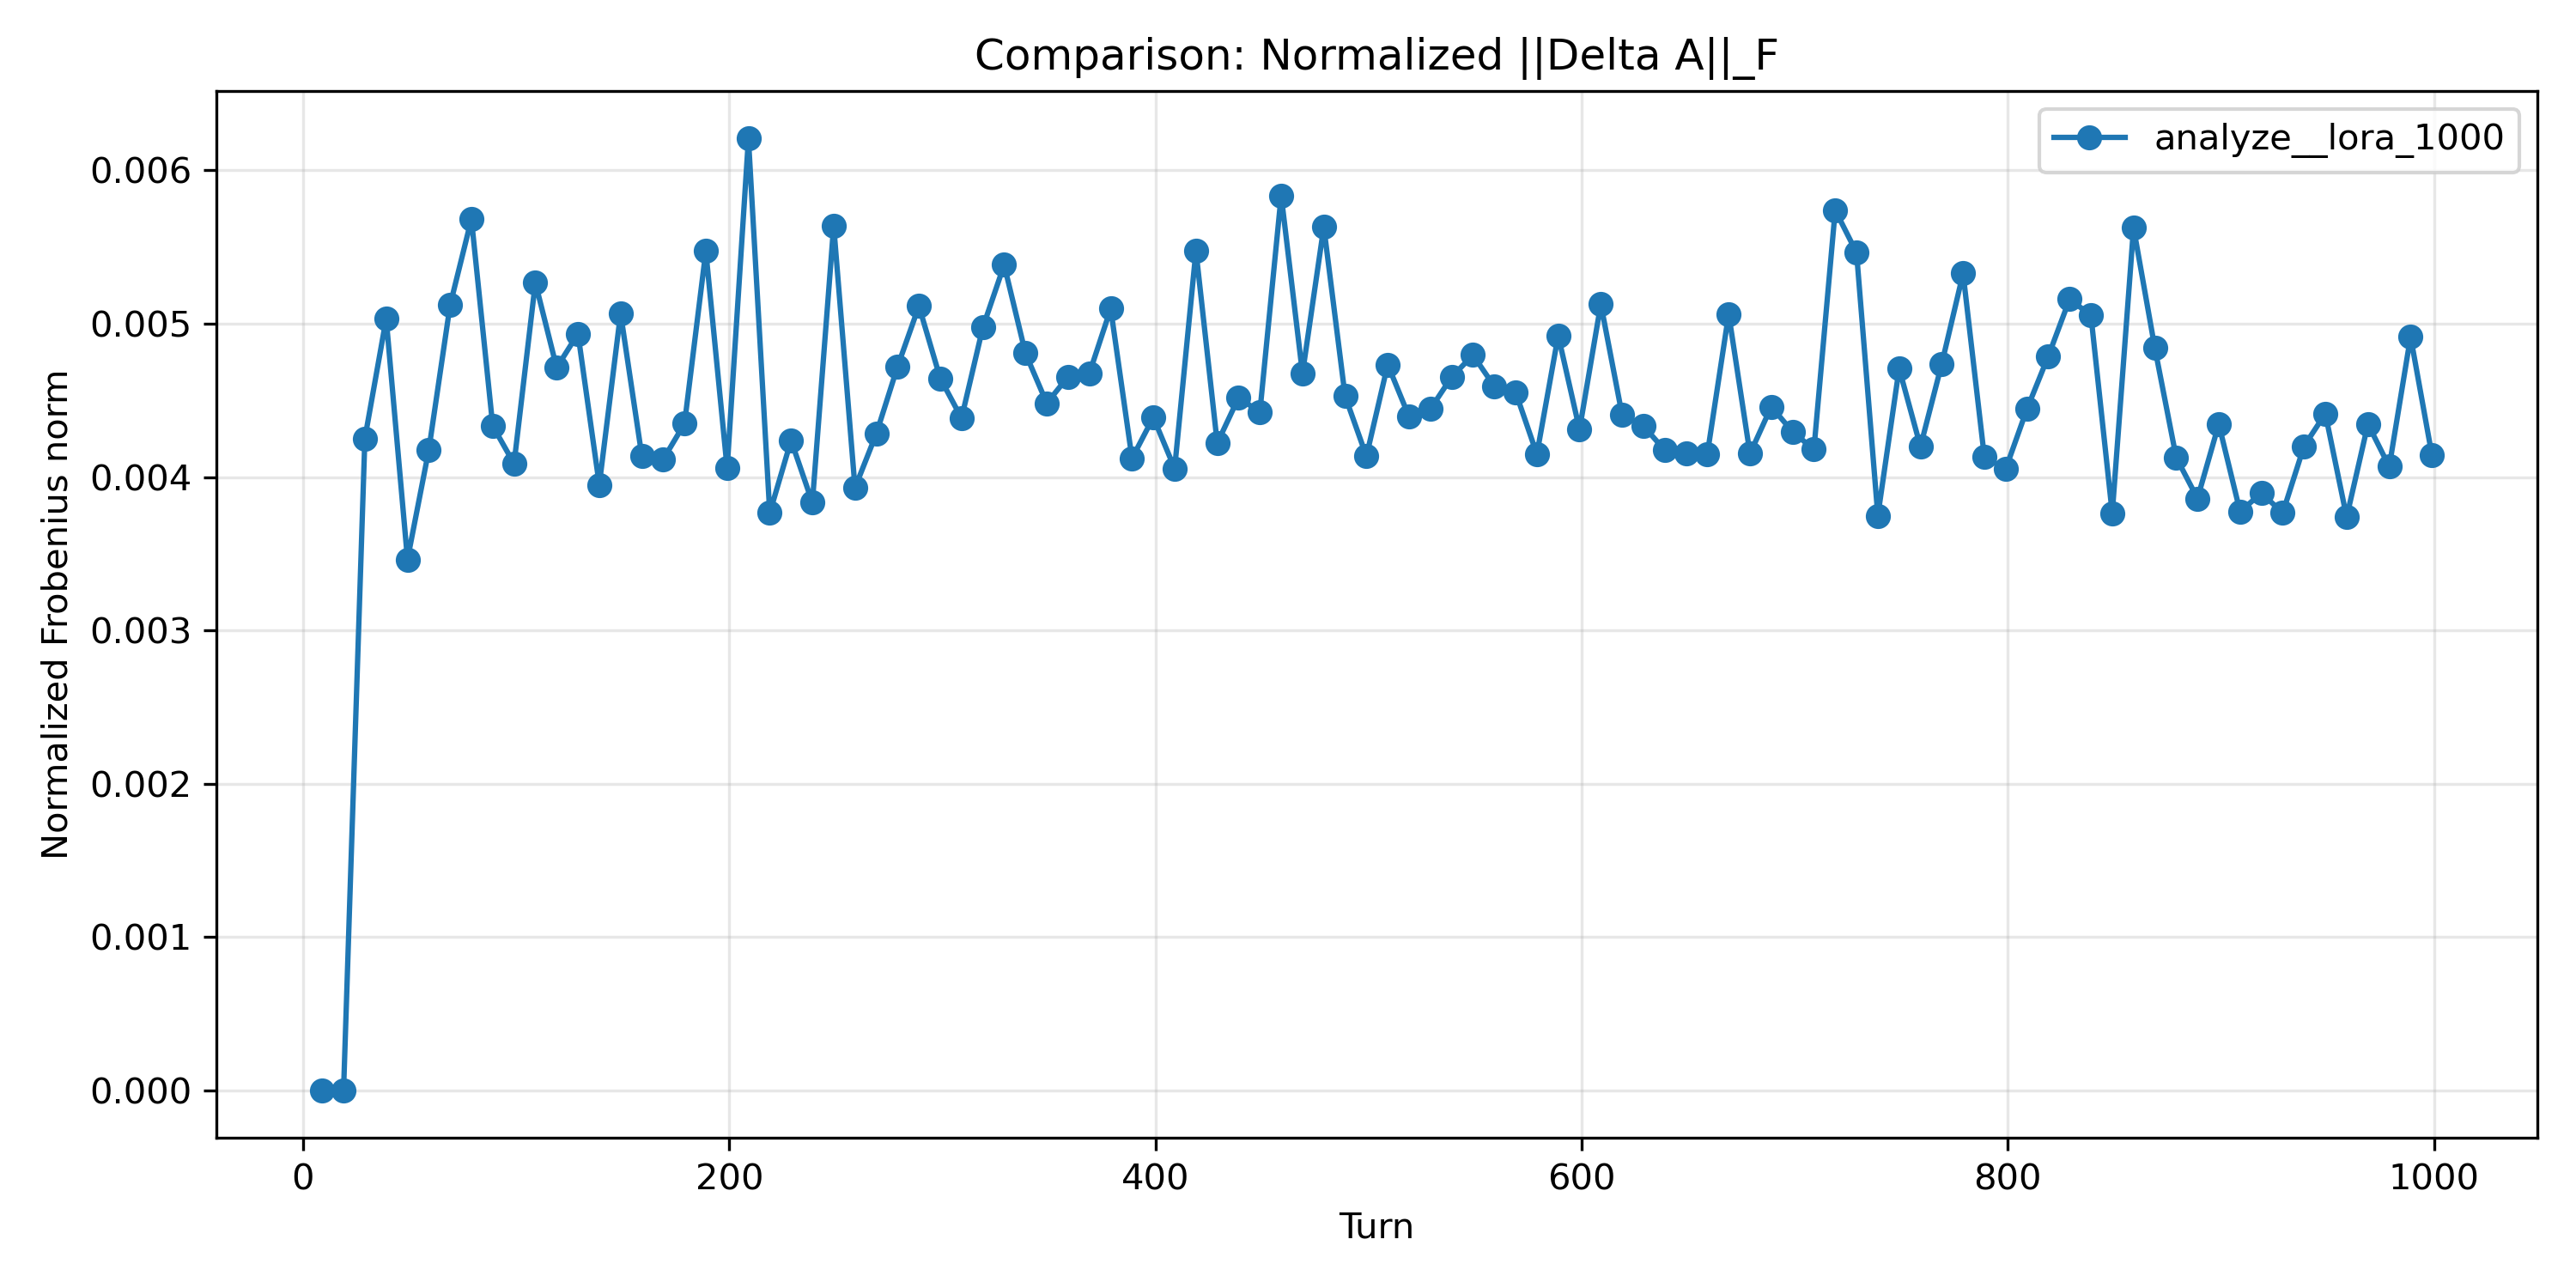 Comparison: Normalized ||Delta A||_F
analyze__lora_1000
Normalized Frobenius norm
0.006
0.005
0.004
0.003
0.002
0.001
0.000
0 200 400 600 800 1000
Turn